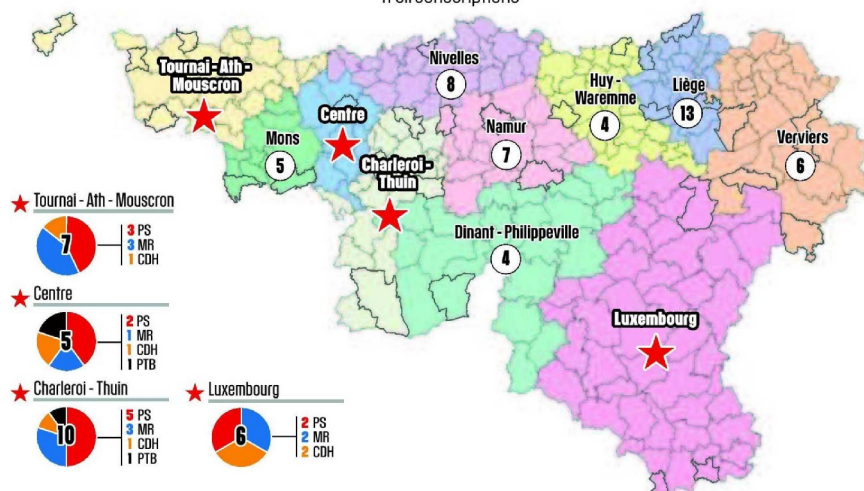 11 circonscriptions
Tournai - Ath -
Mouscron
Nivelles
8
Huy -
Waremme
4
Liège
13
Centre
Mons
5
Namur
7
Verviers
6
Charleroi -
Thuin
Dinant - Philippeville
4
Luxembourg
Tournai - Ath - Mouscron
7
3 PS
3 MR
1 CDH
Centre
5
2 PS
1 MR
1 CDH
1 PTB
Charleroi - Thuin
10
5 PS
3 MR
1 CDH
1 PTB
Luxembourg
6
2 PS
2 MR
2 CDH